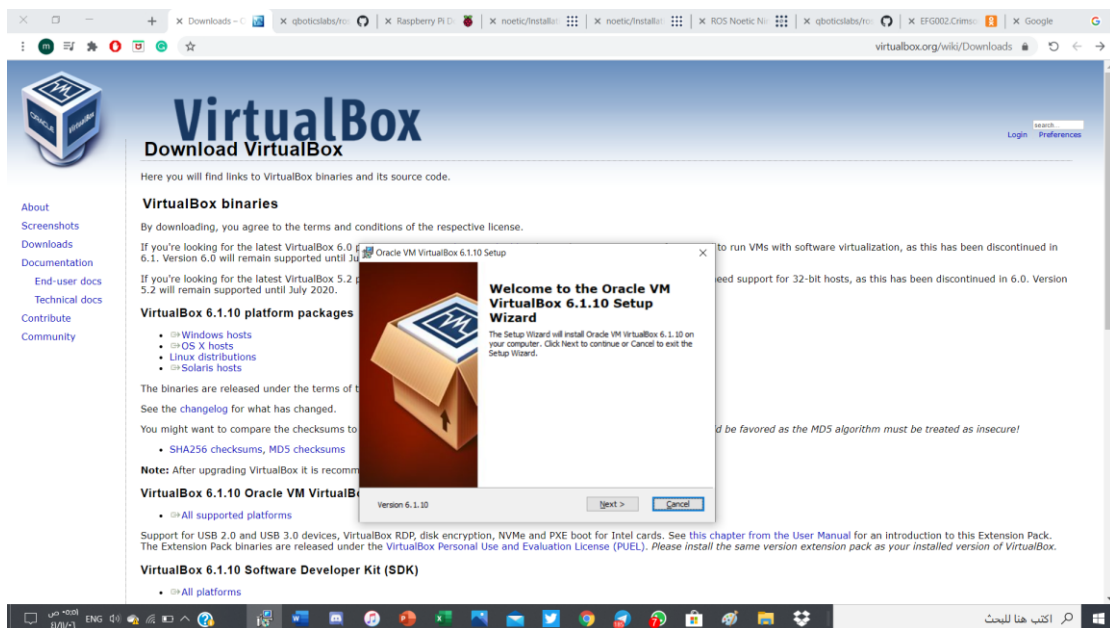 Downloads – O
qboticslabs/ros
Raspberry Pi D
noetic/Installat
noetic/Installat
ROS Noetic Nin
qboticslabs/ros
EFG002.Crimso
Google
virtualbox.org/wiki/Downloads
VirtualBox
search...
Login Preferences
Download VirtualBox
Here you will find links to VirtualBox binaries and its source code.
About
Screenshots
Downloads
Documentation
End-user docs
Technical docs
Contribute
Community
VirtualBox binaries
By downloading, you agree to the terms and conditions of the respective license.
If you're looking for the latest VirtualBox 6.0 p
to run VMs with software virtualization, as this has been discontinued in
6.1. Version 6.0 will remain supported until Ju
If you're looking for the latest VirtualBox 5.2 p
eed support for 32-bit hosts, as this has been discontinued in 6.0. Version
5.2 will remain supported until July 2020.
VirtualBox 6.1.10 platform packages
Windows hosts
OS X hosts
Linux distributions
Solaris hosts
The binaries are released under the terms of t
See the changelog for what has changed.
You might want to compare the checksums to
d be favored as the MD5 algorithm must be treated as insecure!
SHA256 checksums, MD5 checksums
Note: After upgrading VirtualBox it is recomm
VirtualBox 6.1.10 Oracle VM VirtualBo
All supported platforms
Support for USB 2.0 and USB 3.0 devices, VirtualBox RDP, disk encryption, NVMe and PXE boot for Intel cards. See this chapter from the User Manual for an introduction to this Extension Pack.
The Extension Pack binaries are released under the VirtualBox Personal Use and Evaluation License (PUEL). Please install the same version extension pack as your installed version of VirtualBox.
VirtualBox 6.1.10 Software Developer Kit (SDK)
All platforms
Oracle VM VirtualBox 6.1.10 Setup
Welcome to the Oracle VM
VirtualBox 6.1.10 Setup
Wizard
The Setup Wizard will install Oracle VM VirtualBox 6.1.10 on
your computer. Click Next to continue or Cancel to exit the
Setup Wizard.
Version 6.1.10
Next >
Cancel
ENG
اكتب هنا للبحث